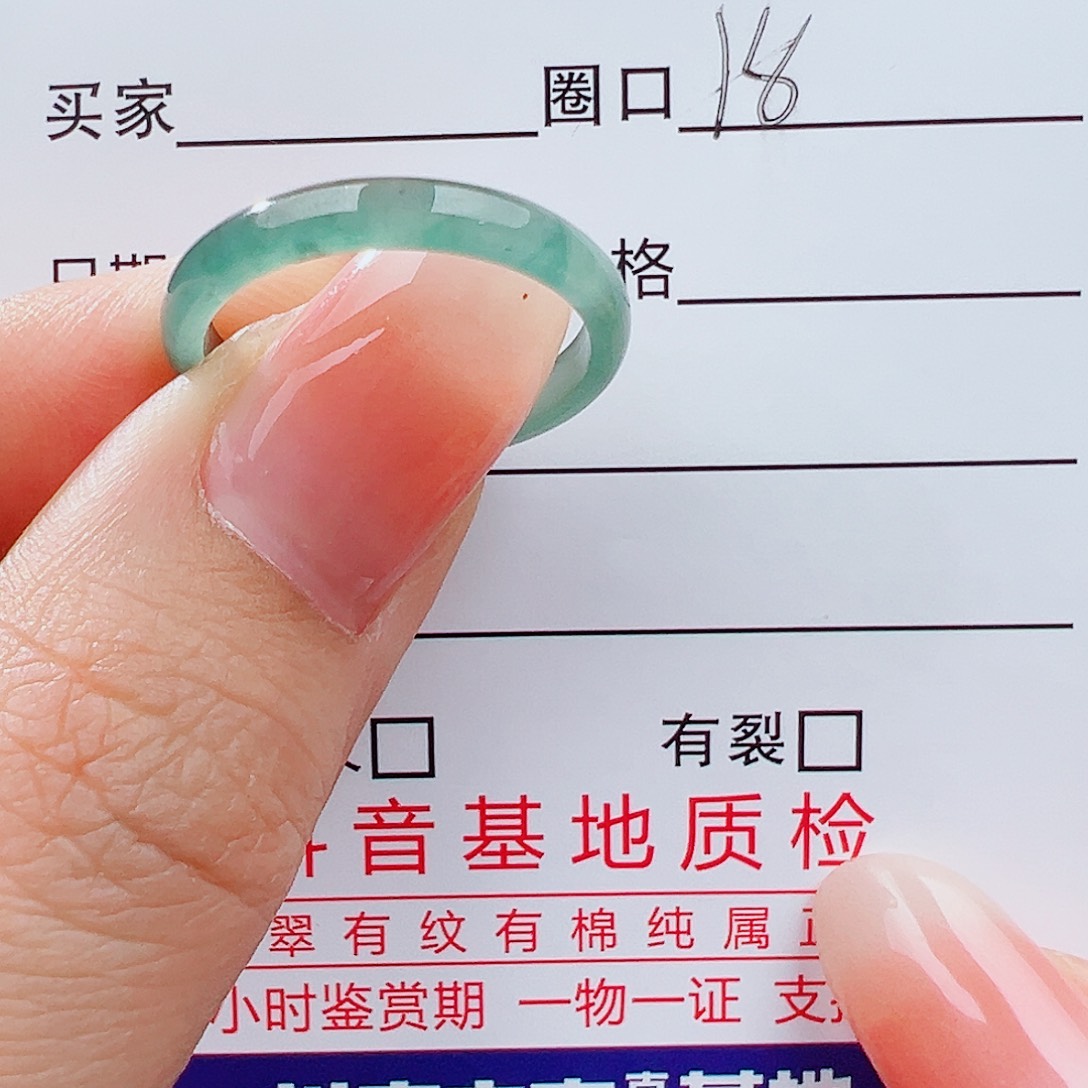 买家 圈口 18
格
有裂
音基地质检
翠有纹有棉纯属
小时鉴赏期 一物一证 支